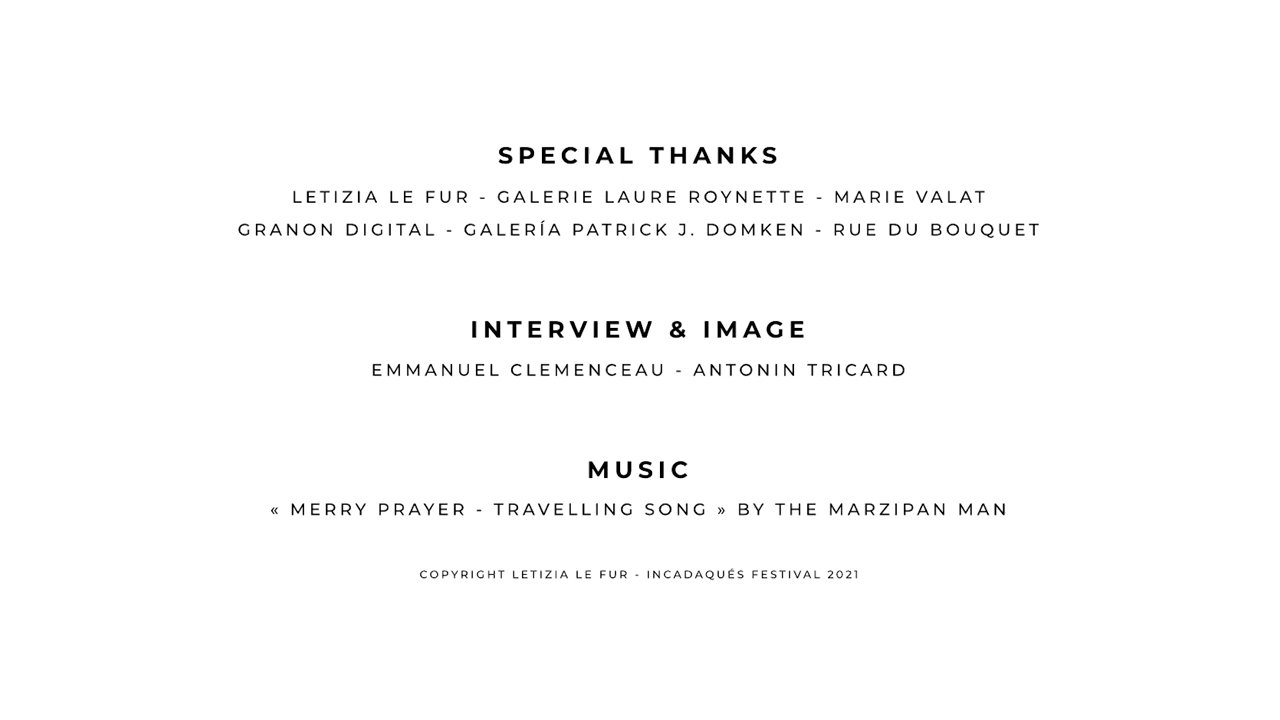 SPECIAL THANKS
LETIZIA LE FUR - GALERIE LAURE ROYNETTE - MARIE VALAT
GRANON DIGITAL - GALERÍA PATRICK J. DOMKEN - RUE DU BOUQUET
INTERVIEW & IMAGE
EMMANUEL CLEMENCEAU - ANTONIN TRICARD
MUSIC
« MERRY PRAYER - TRAVELLING SONG » BY THE MARZIPAN MAN
COPYRIGHT LETIZIA LE FUR - INCADAQUÉS FESTIVAL 2021